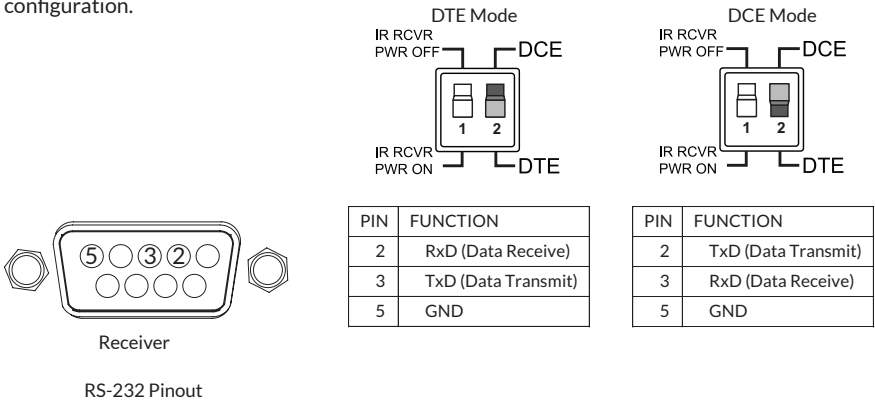 configuration.
DTE Mode
IR RCVR
PWR OFF
DCE
1 2
IR RCVR
PWR ON
DTE
DCE Mode
IR RCVR
PWR OFF
DCE
1 2
IR RCVR
PWR ON
DTE
5 3 2
Receiver
RS-232 Pinout
PIN FUNCTION
2 RxD (Data Receive)
3 TxD (Data Transmit)
5 GND
PIN FUNCTION
2 TxD (Data Transmit)
3 RxD (Data Receive)
5 GND